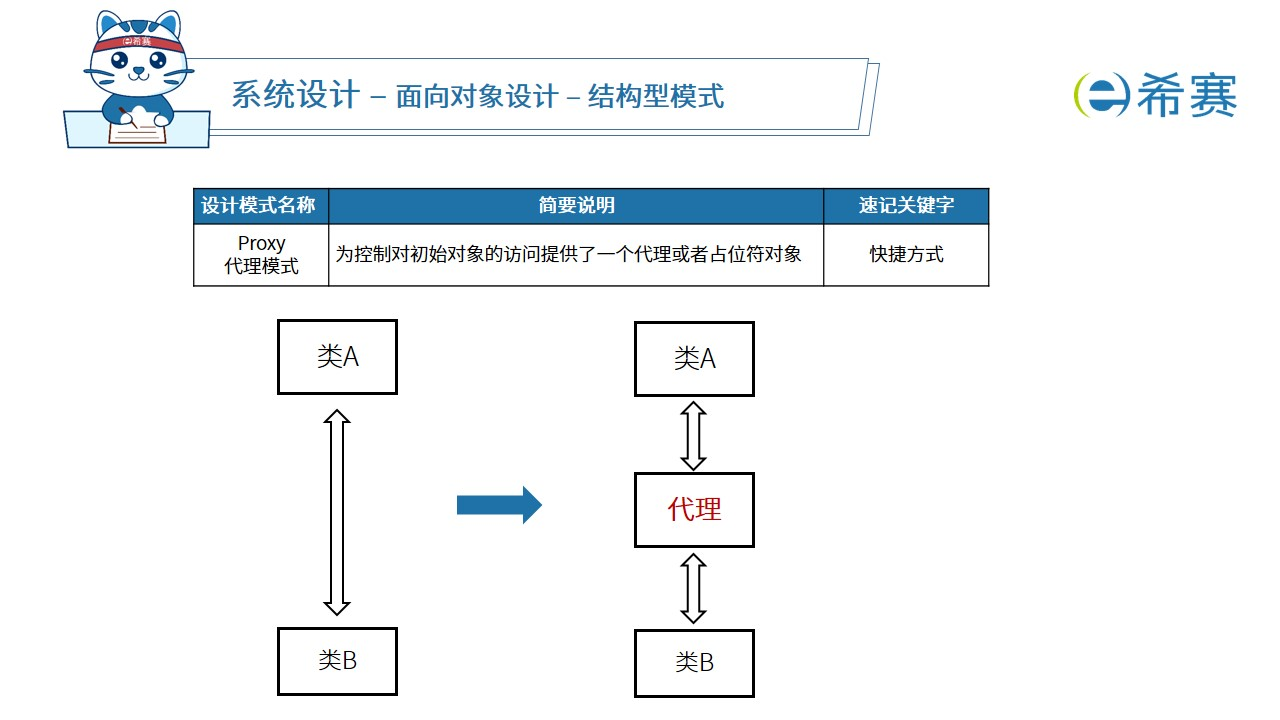 希赛
系统设计 – 面向对象设计 – 结构型模式
希赛
设计模式名称 简要说明 速记关键字
Proxy
代理模式
为控制对初始对象的访问提供了一个代理或者占位符对象
快捷方式
类A
类A
代理
类B
类B